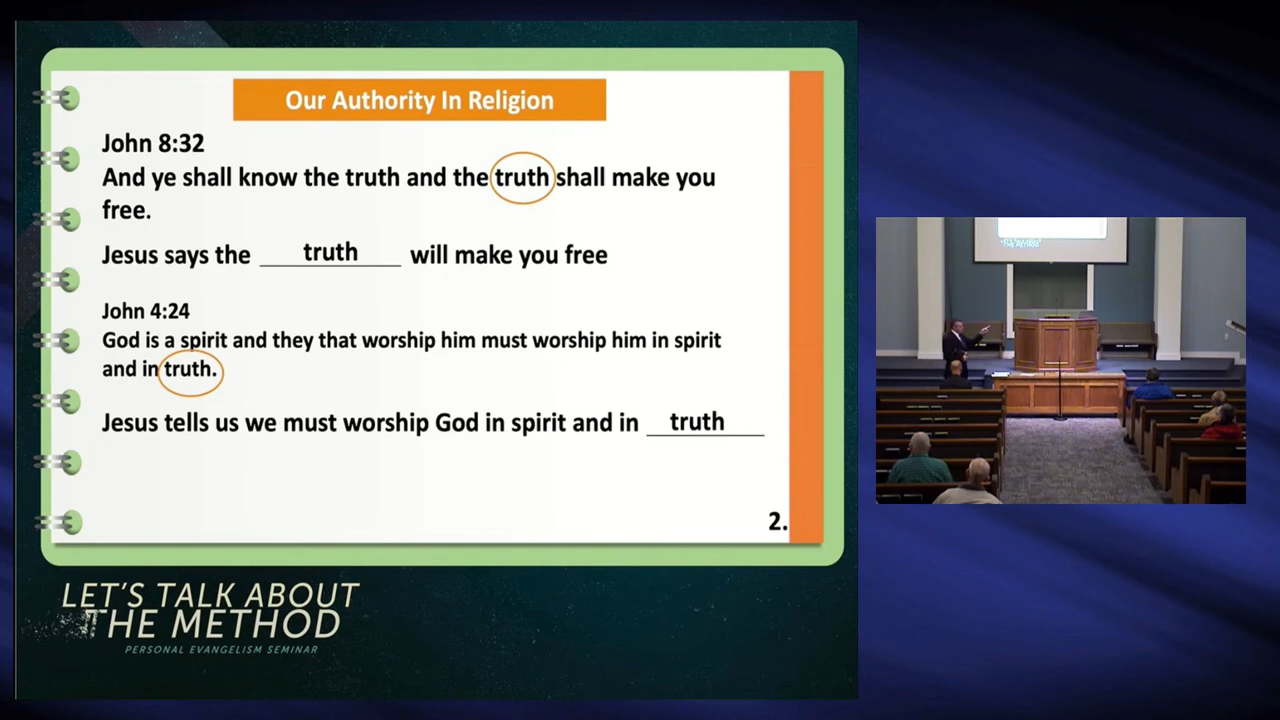 Our Authority In Religion
John 8:32
And ye shall know the truth and the truth shall make you
free.
Jesus says the truth will make you free
John 4:24
God is a spirit and they that worship him must worship him in spirit
and in truth.
Jesus tells us we must worship God in spirit and in truth
2.
LET'S TALK ABOUT
THE METHOD
PERSONAL EVANGELISM SEMINAR